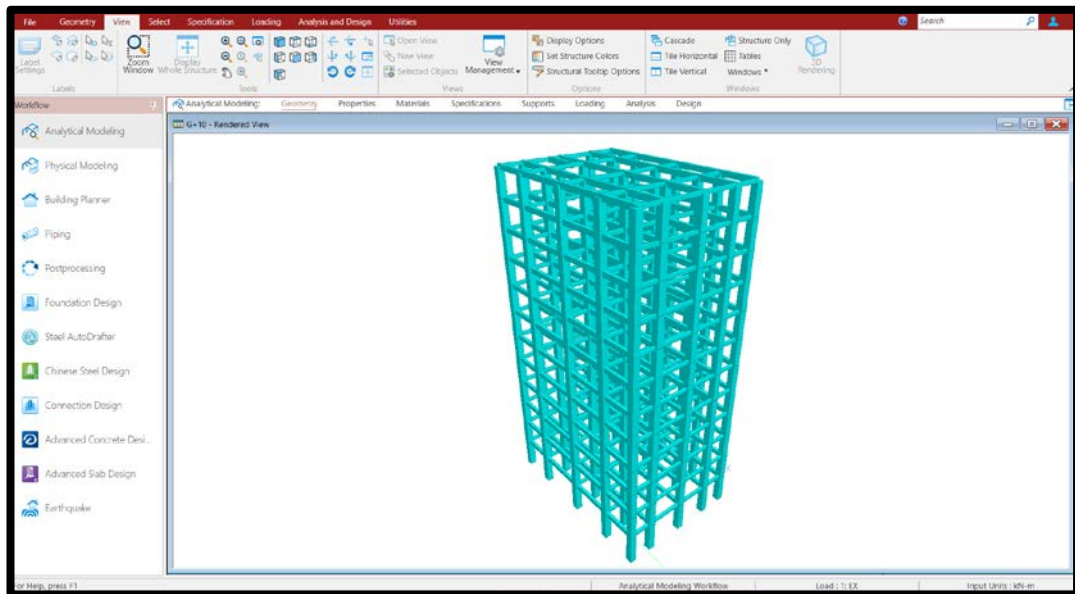 File Geometry View Select Specification Loading Analysis and Design Utilities Search
Label Settings
Labels
Zoom Window
Display Whole Structure
Tools
Open View
New View
Selected Objects
View Management
Views
Display Options
Set Structure Colors
Structural Tooltip Options
Options
Cascade
Tile Horizontal
Tile Vertical
Structure Only
Tables
Windows
Windows
3D Rendering
Workflow
Analytical Modeling: Geometry Properties Materials Specifications Supports Loading Analysis Design
G+10 - Rendered View
Analytical Modeling
Physical Modeling
Building Planner
Piping
Postprocessing
Foundation Design
Steel AutoDrafter
Chinese Steel Design
Connection Design
Advanced Concrete Desi...
Advanced Slab Design
Earthquake
For Help, press F1 Analytical Modeling Workflow Load : 1: EX Input Units : kN-m